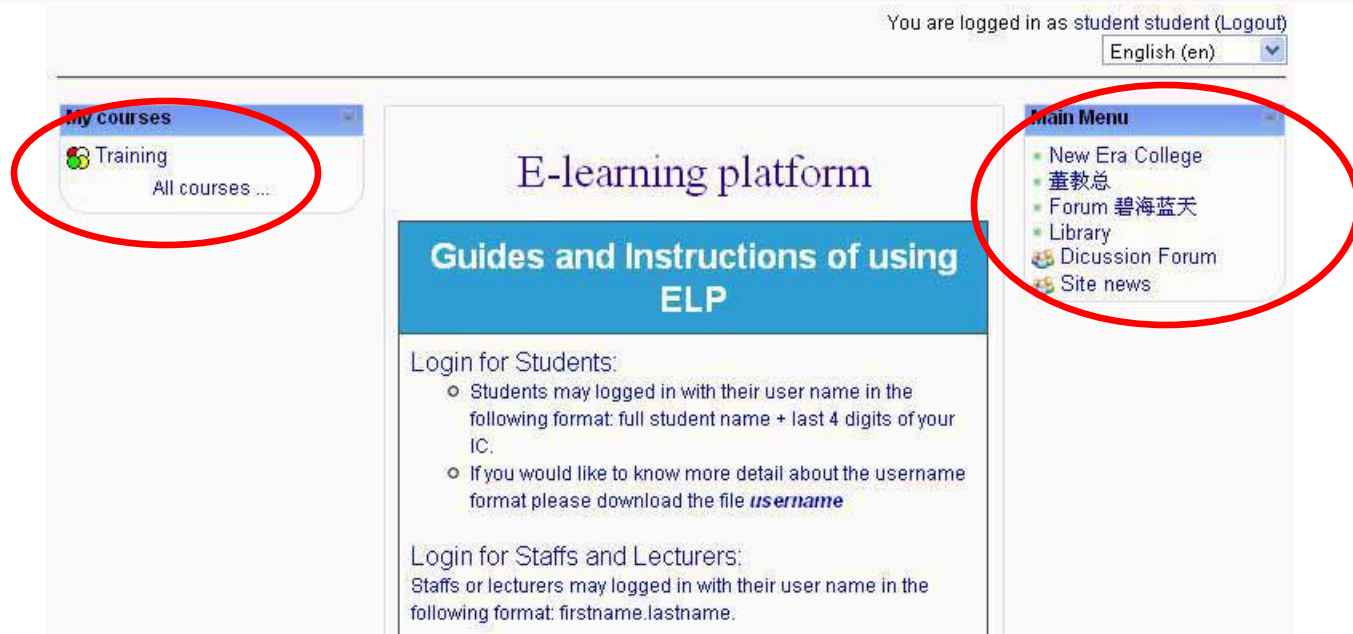 You are logged in as student student (Logout)
English (en)
My courses
Training
All courses ...
E-learning platform
Guides and Instructions of using
ELP
Login for Students:
Students may logged in with their user name in the
following format: full student name + last 4 digits of your
IC.
If you would like to know more detail about the username
format please download the file username
Login for Staffs and Lecturers:
Staffs or lecturers may logged in with their user name in the
following format: firstname.lastname.
Main Menu
New Era College
董教总
Forum 碧海蓝天
Library
Dicussion Forum
Site news